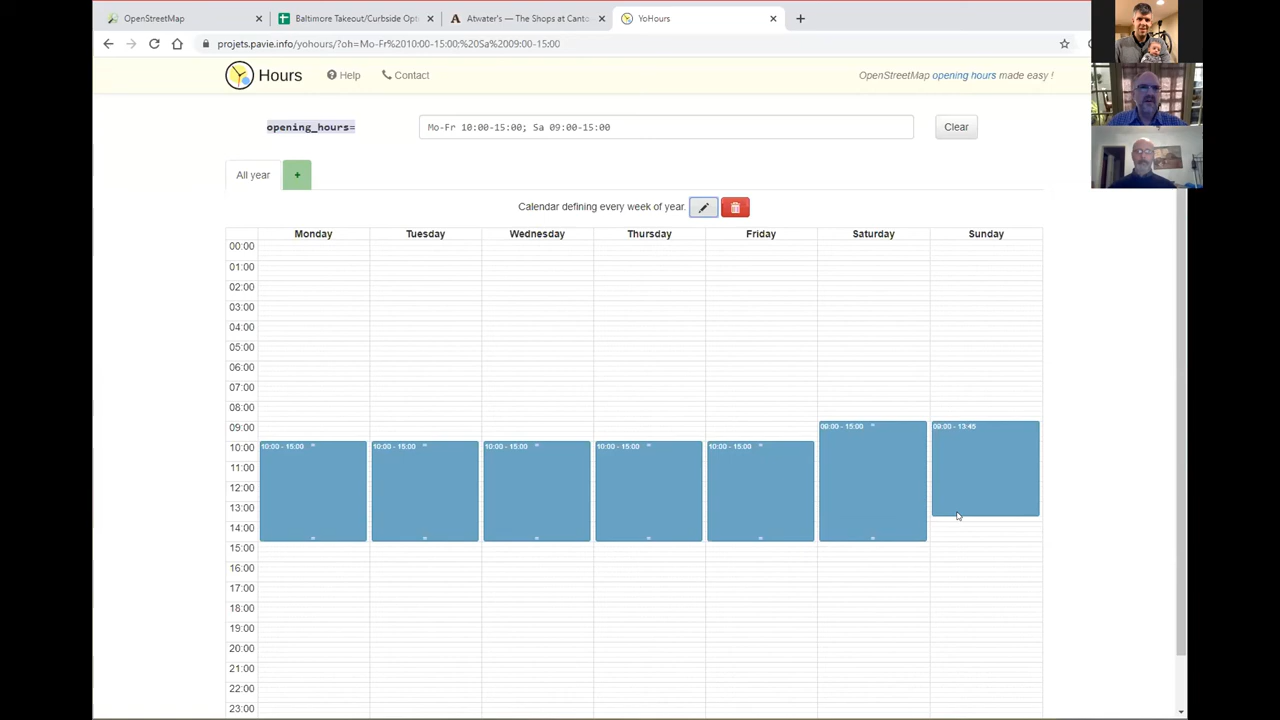 OpenStreetMap
Baltimore Takeout/Curbside Opt
Atwater's — The Shops at Canto
YoHours
projets.pavie.info/yohours/?oh=Mo-Fr%2010:00-15:00;%20Sa%2009:00-15:00
Hours
Help
Contact
OpenStreetMap opening hours made easy !
opening_hours=
Mo-Fr 10:00-15:00; Sa 09:00-15:00
Clear
All year
+
Calendar defining every week of year.
Monday Tuesday Wednesday Thursday Friday Saturday Sunday
00:00
01:00
02:00
03:00
04:00
05:00
06:00
07:00
08:00
09:00
09:00 - 15:00 09:00 - 13:45
10:00
10:00 - 15:00 10:00 - 15:00 10:00 - 15:00 10:00 - 15:00 10:00 - 15:00
11:00
12:00
13:00
14:00
15:00
16:00
17:00
18:00
19:00
20:00
21:00
22:00
23:00